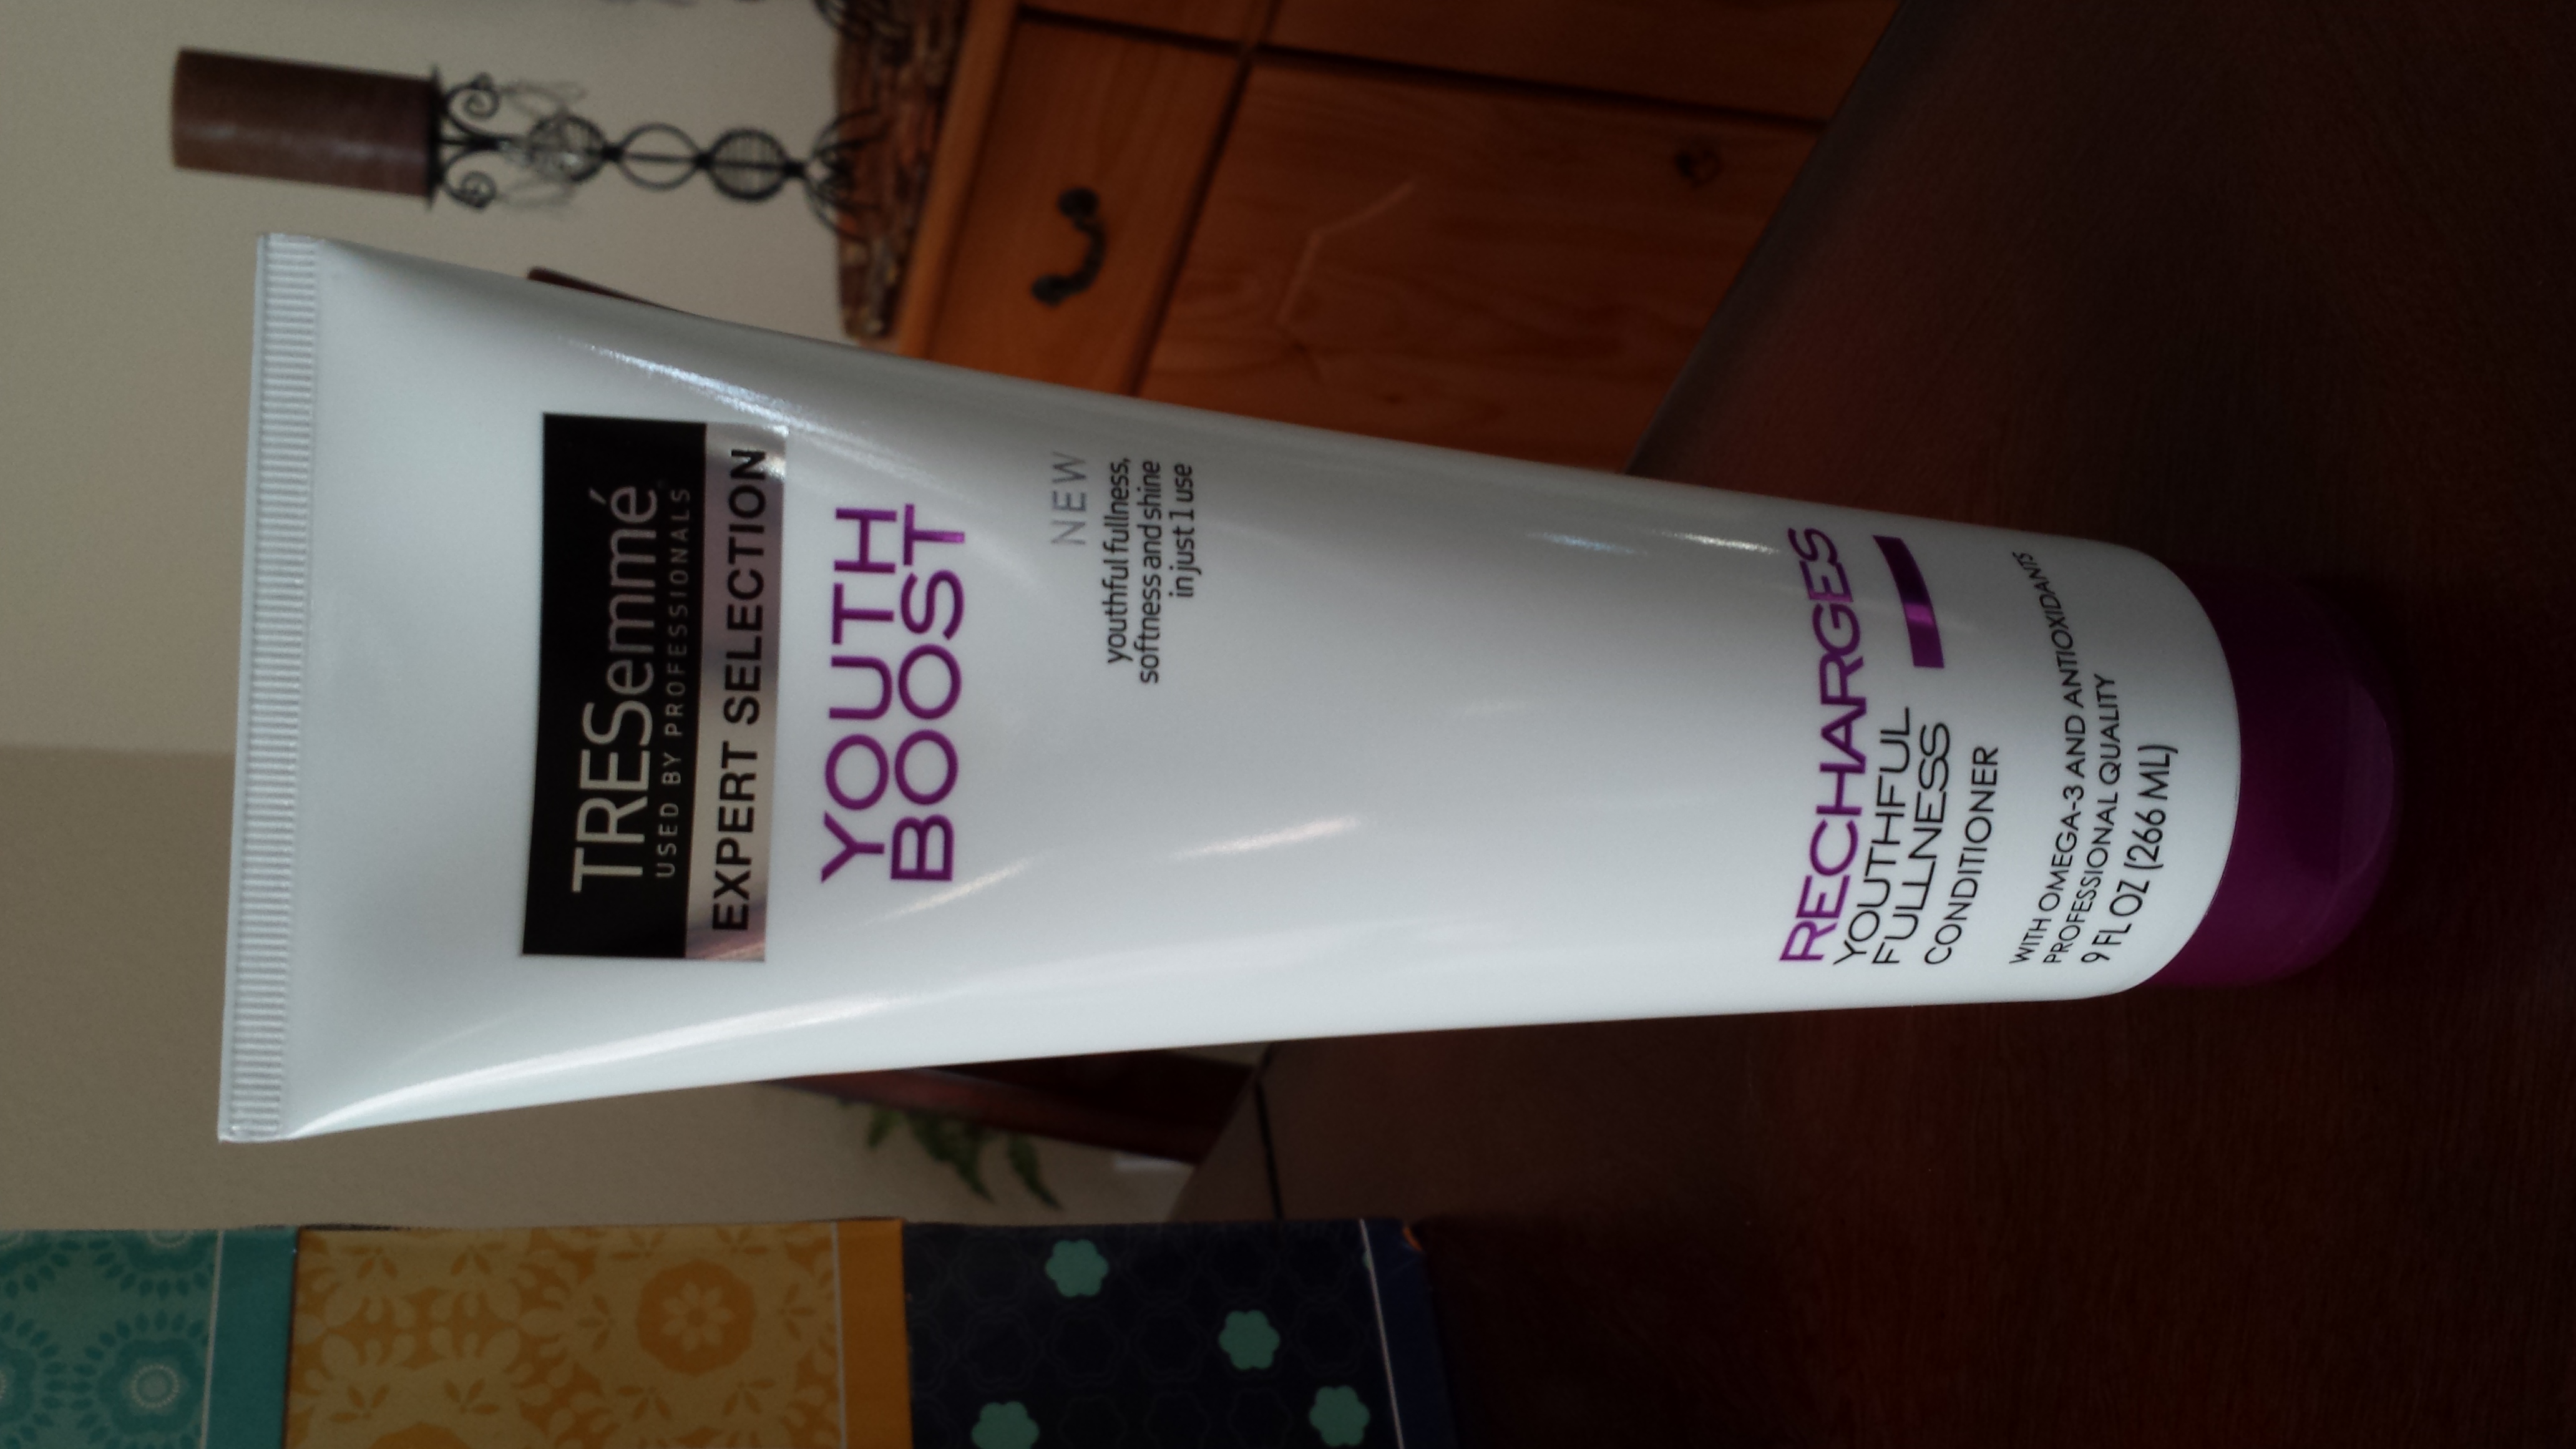 TRESemmé
USED BY PROFESSIONALS
EXPERT SELECTION
YOUTH
BOOST
NEW
youthful fullness,
softness and shine
in just 1 use
RECHARGES
YOUTHFUL
FULLNESS
CONDITIONER
WITH OMEGA-3 AND ANTIOXIDANTS
PROFESSIONAL QUALITY
9 FL OZ (266 ML)